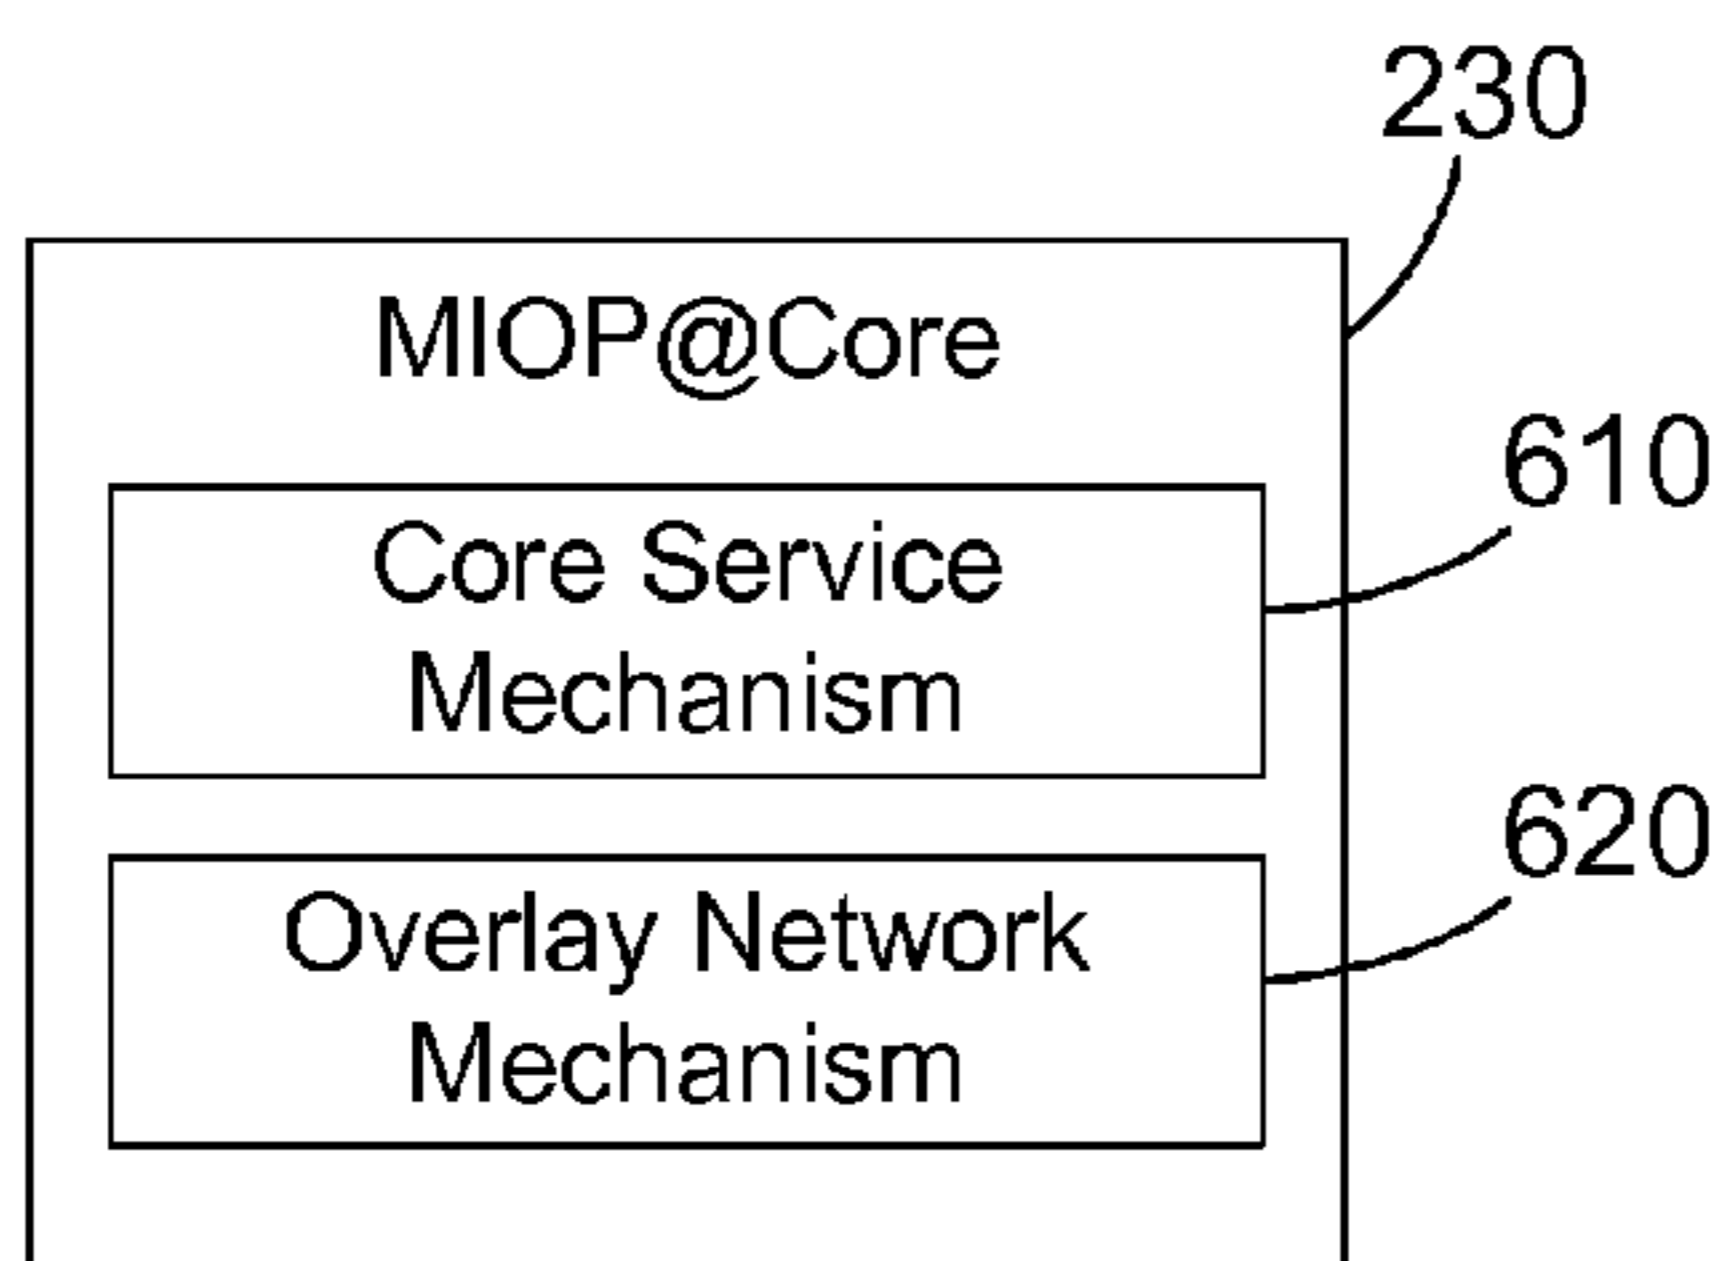 230
MIOP@Core
610
Core Service
Mechanism
620
Overlay Network
Mechanism